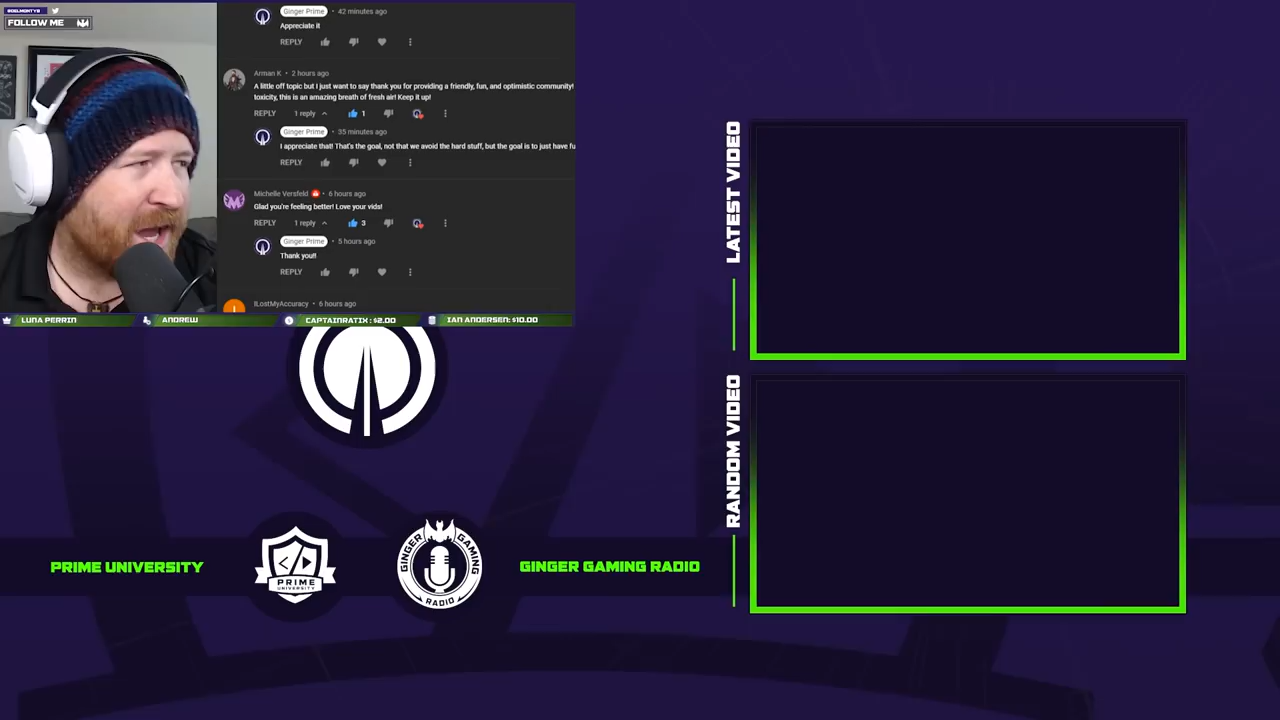 @DELMONTYB
FOLLOW ME
Ginger Prime • 42 minutes ago
Appreciate it
REPLY
Arman K • 2 hours ago
A little off topic but I just want to say thank you for providing a friendly, fun, and optimistic community!
toxicity, this is an amazing breath of fresh air! Keep it up!
REPLY 1 reply 1
Ginger Prime • 35 minutes ago
I appreciate that! That's the goal, not that we avoid the hard stuff, but the goal is to just have fu
REPLY
Michelle Versfeld • 6 hours ago
Glad you're feeling better! Love your vids!
REPLY 1 reply 3
Ginger Prime • 5 hours ago
Thank you!!
REPLY
ILostMyAccuracy • 6 hours ago
LUNA PERRIN
ANDREW
CAPTAINRATIX : $2.00
IAN ANDERSEN: $10.00
LATEST VIDEO
RANDOM VIDEO
PRIME UNIVERSITY
PRIME
UNIVERSITY
GINGER GAMING
RADIO
GINGER GAMING RADIO